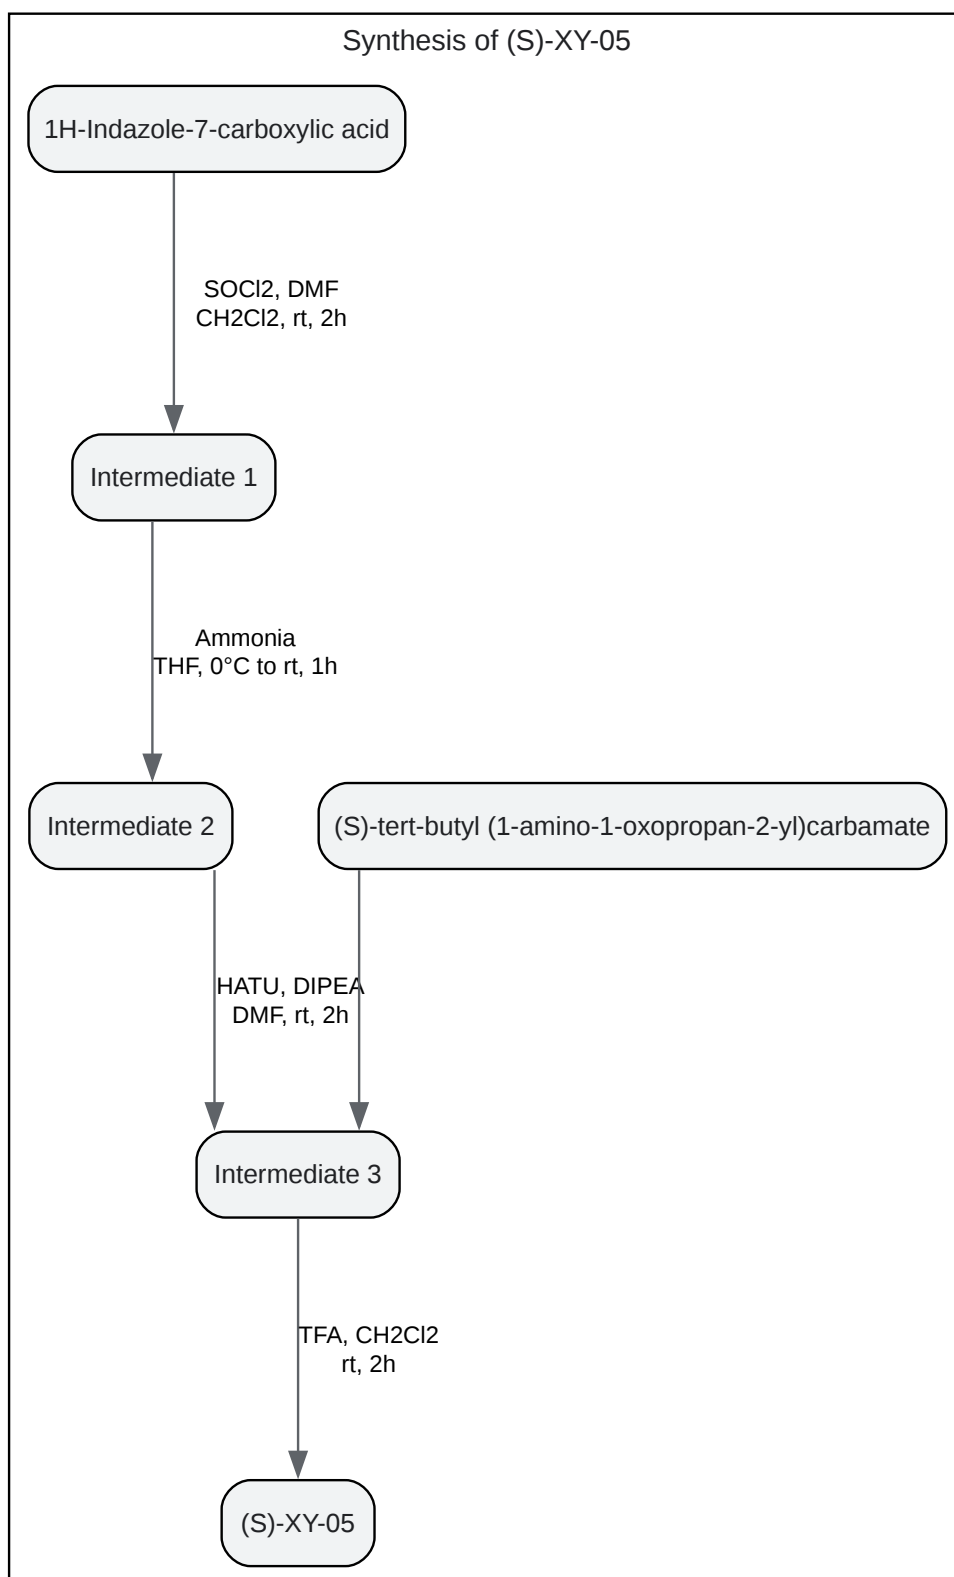 Synthesis of (S)-XY-05
1H-Indazole-7-carboxylic acid
SOCl2, DMF
CH2Cl2, rt, 2h
Intermediate 1
Ammonia
THF, 0°C to rt, 1h
Intermediate 2
(S)-tert-butyl (1-amino-1-oxopropan-2-yl)carbamate
HATU, DIPEA
DMF, rt, 2h
Intermediate 3
TFA, CH2Cl2
rt, 2h
(S)-XY-05